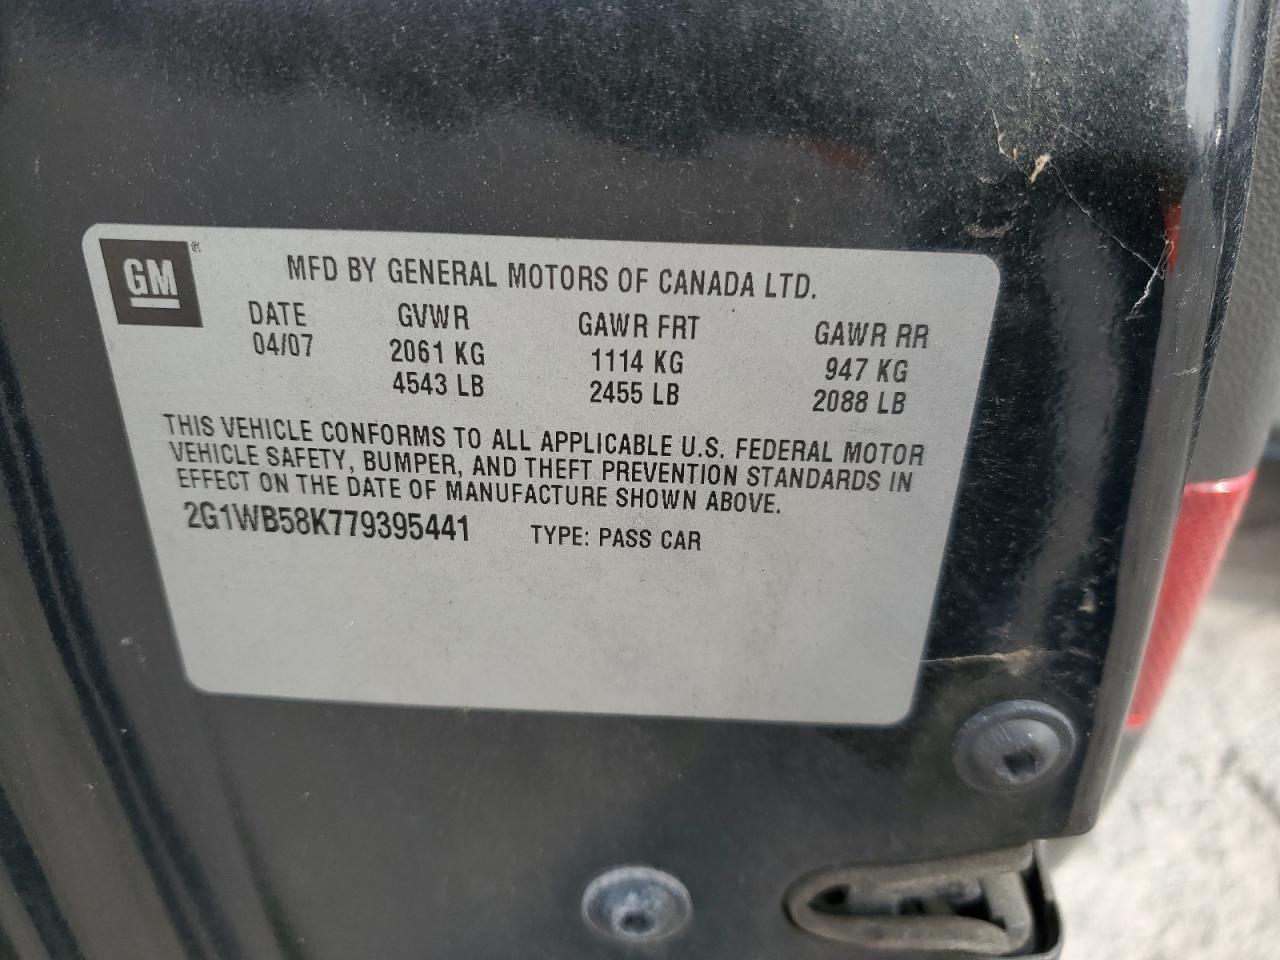 GM®
MFD BY GENERAL MOTORS OF CANADA LTD.
DATE GVWR GAWR FRT GAWR RR
04/07 2061 KG 1114 KG 947 KG
4543 LB 2455 LB 2088 LB
THIS VEHICLE CONFORMS TO ALL APPLICABLE U.S. FEDERAL MOTOR
VEHICLE SAFETY, BUMPER, AND THEFT PREVENTION STANDARDS IN
EFFECT ON THE DATE OF MANUFACTURE SHOWN ABOVE.
2G1WB58K779395441 TYPE: PASS CAR